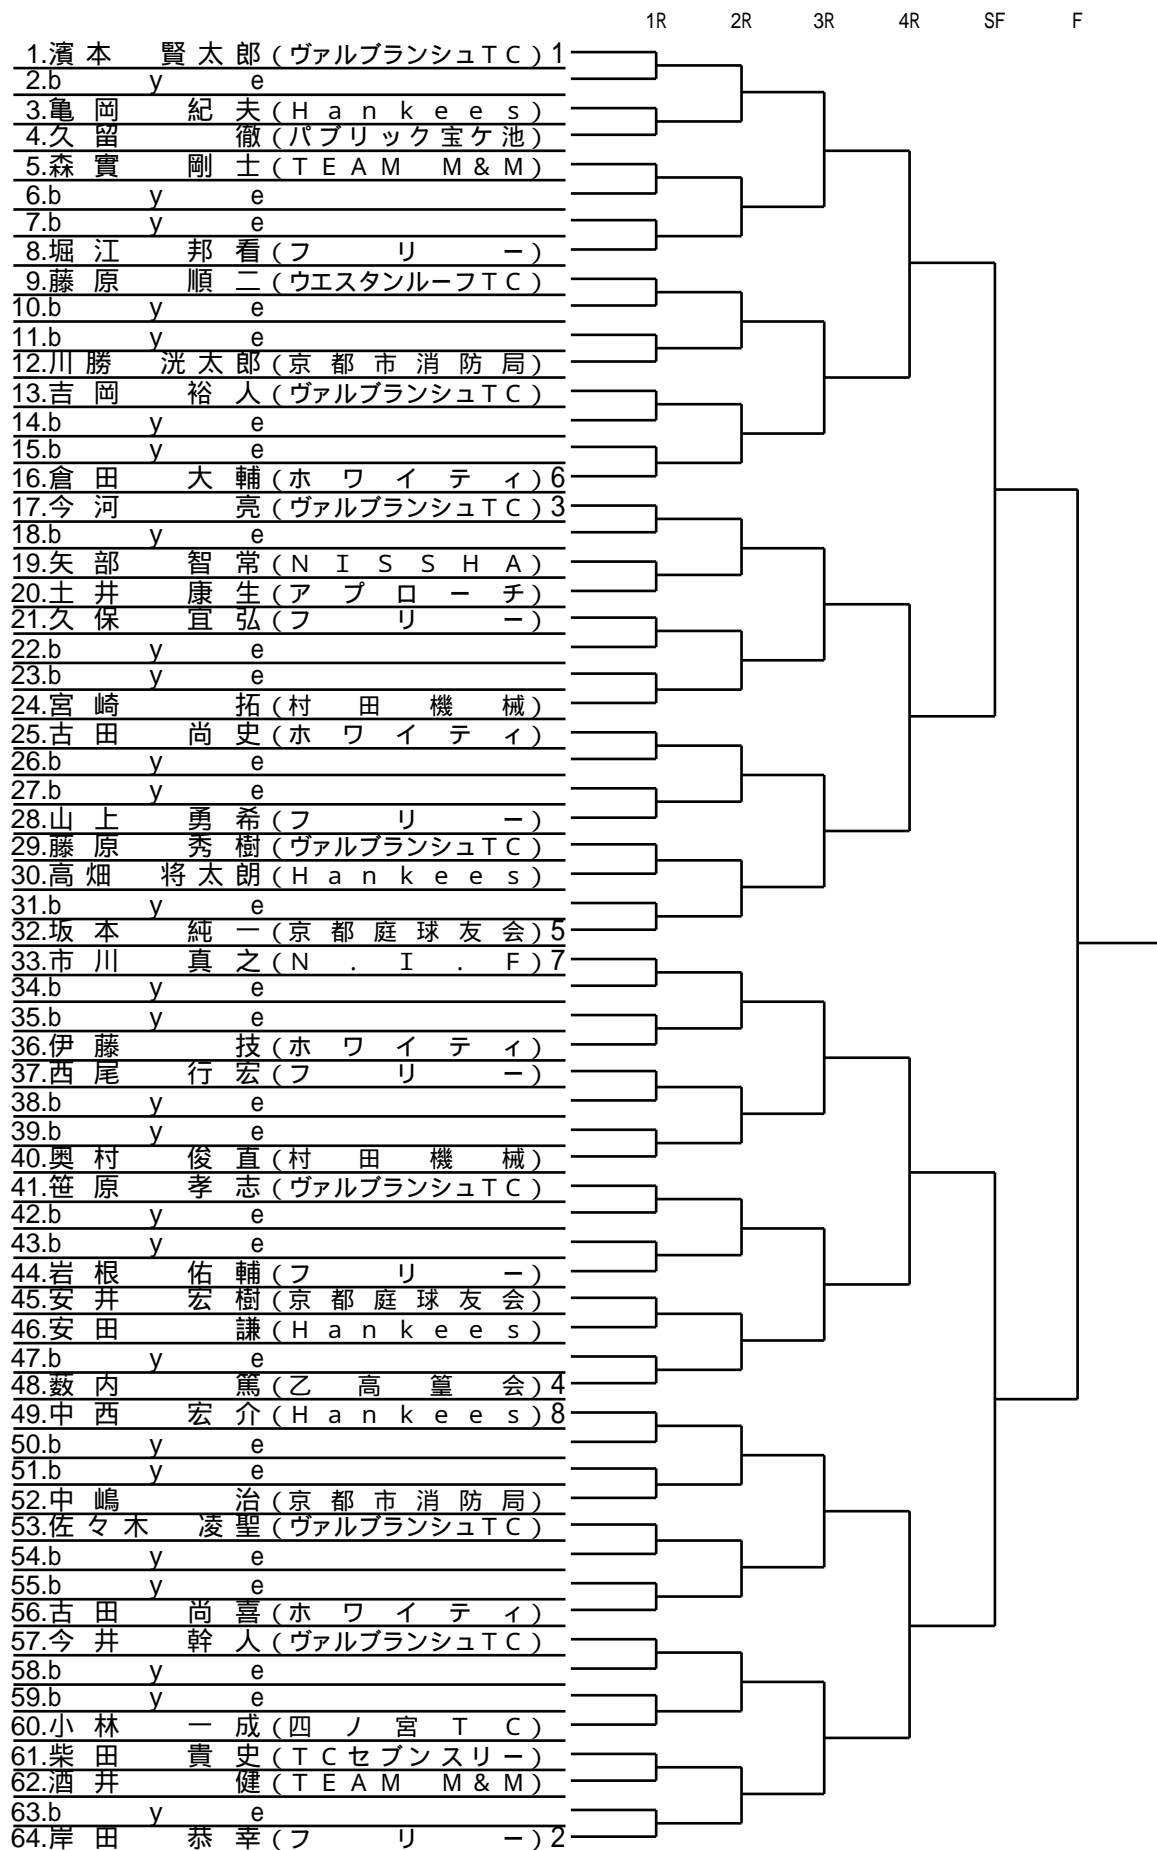 1R 2R 3R 4R SF F
1.濱本 賢太郎(ヴァルブランシュTC)1
2.bye
3.亀岡 紀夫(Hankees)
4.久留 徹(パブリック宝ケ池)
5.森實 剛士(TEAM M&M)
6.bye
7.bye
8.堀江 邦看(フリー)
9.藤原 順二(ウエスタンルーフTC)
10.bye
11.bye
12.川勝 洸太郎(京都市消防局)
13.吉岡 裕人(ヴァルブランシュTC)
14.bye
15.bye
16.倉田 大輔(ホワイティ)6
17.今河 亮(ヴァルブランシュTC)3
18.bye
19.矢部 智常(NISSHA)
20.土井 康生(アプローチ)
21.久保 宜弘(フリー)
22.bye
23.bye
24.宮崎 拓(村田機械)
25.古田 尚史(ホワイティ)
26.bye
27.bye
28.山上 勇希(フリー)
29.藤原 秀樹(ヴァルブランシュTC)
30.高畑 将太朗(Hankees)
31.bye
32.坂本 純一(京都庭球友会)5
33.市川 真之(N.I.F)7
34.bye
35.bye
36.伊藤 技(ホワイティ)
37.西尾 行宏(フリー)
38.bye
39.bye
40.奥村 俊直(村田機械)
41.笹原 孝志(ヴァルブランシュTC)
42.bye
43.bye
44.岩根 佑輔(フリー)
45.安井 宏樹(京都庭球友会)
46.安田 謙(Hankees)
47.bye
48.薮内 篤(乙高篁会)4
49.中西 宏介(Hankees)8
50.bye
51.bye
52.中嶋 治(京都市消防局)
53.佐々木 凌聖(ヴァルブランシュTC)
54.bye
55.bye
56.古田 尚喜(ホワイティ)
57.今井 幹人(ヴァルブランシュTC)
58.bye
59.bye
60.小林 一成(四ノ宮TC)
61.柴田 貴史(TCセブンスリー)
62.酒井 健(TEAM M&M)
63.bye
64.岸田 恭幸(フリー)2